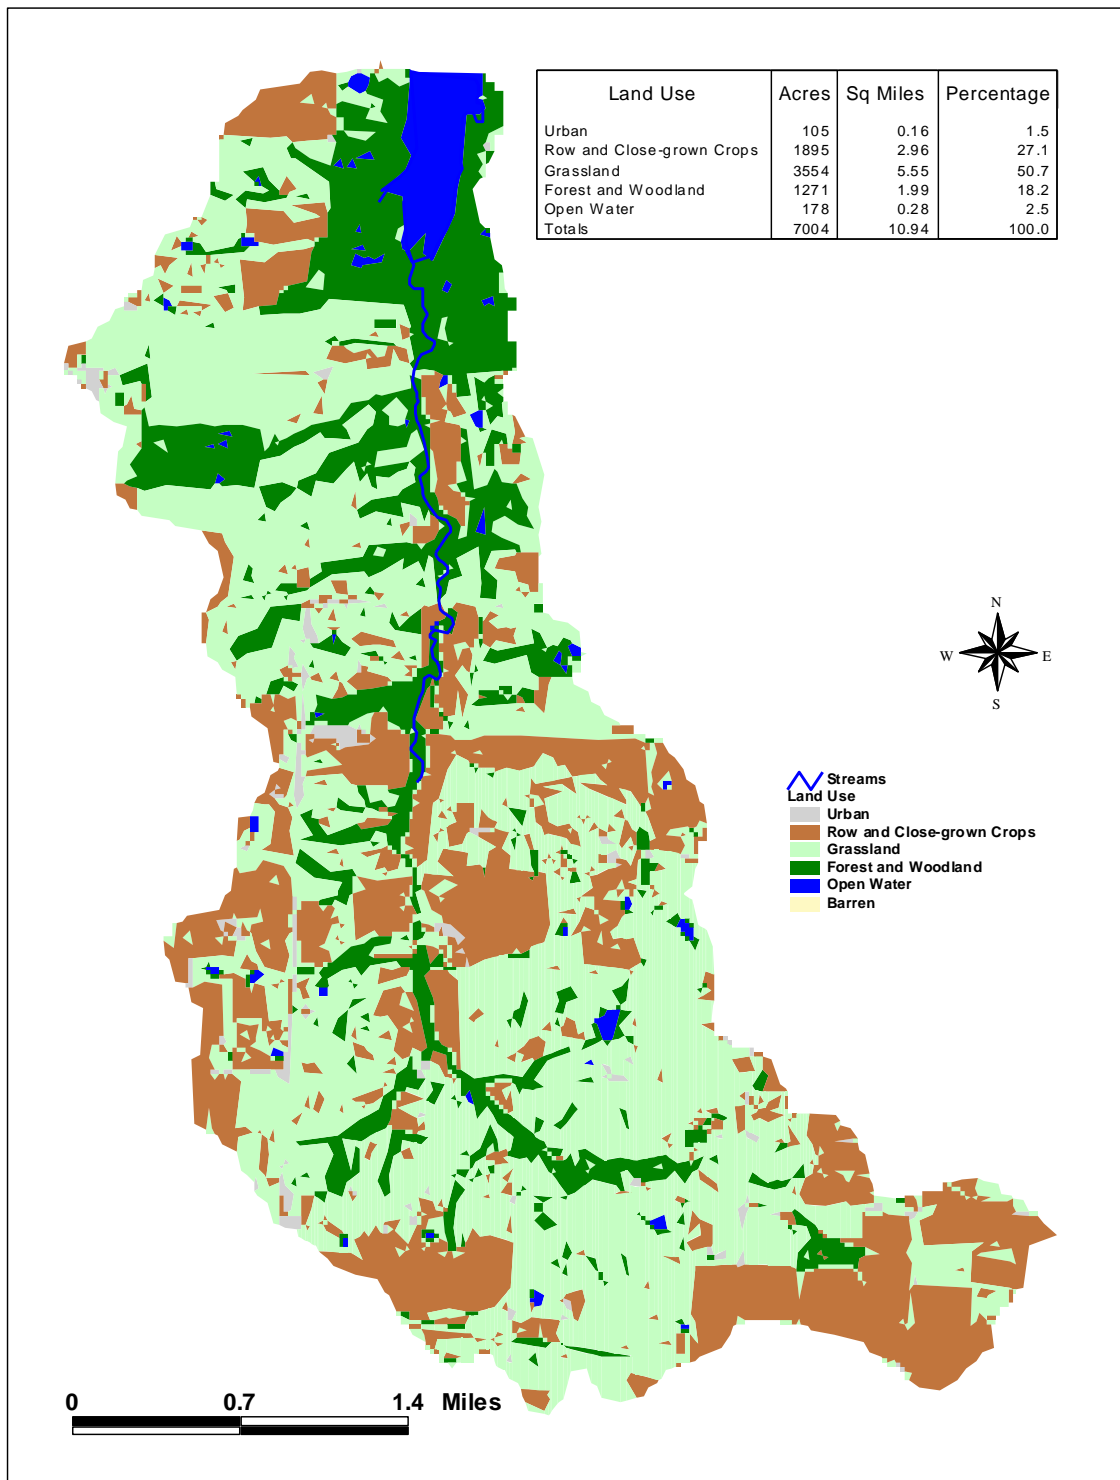 Land Use Acres Sq Miles Percentage
Urban 105 0.16 1.5
Row and Close-grown Crops 1895 2.96 27.1
Grassland 3554 5.55 50.7
Forest and Woodland 1271 1.99 18.2
Open Water 178 0.28 2.5
Totals 7004 10.94 100.0
N
W E
S
Streams
Land Use
Urban
Row and Close-grown Crops
Grassland
Forest and Woodland
Open Water
Barren
0 0.7 1.4 Miles